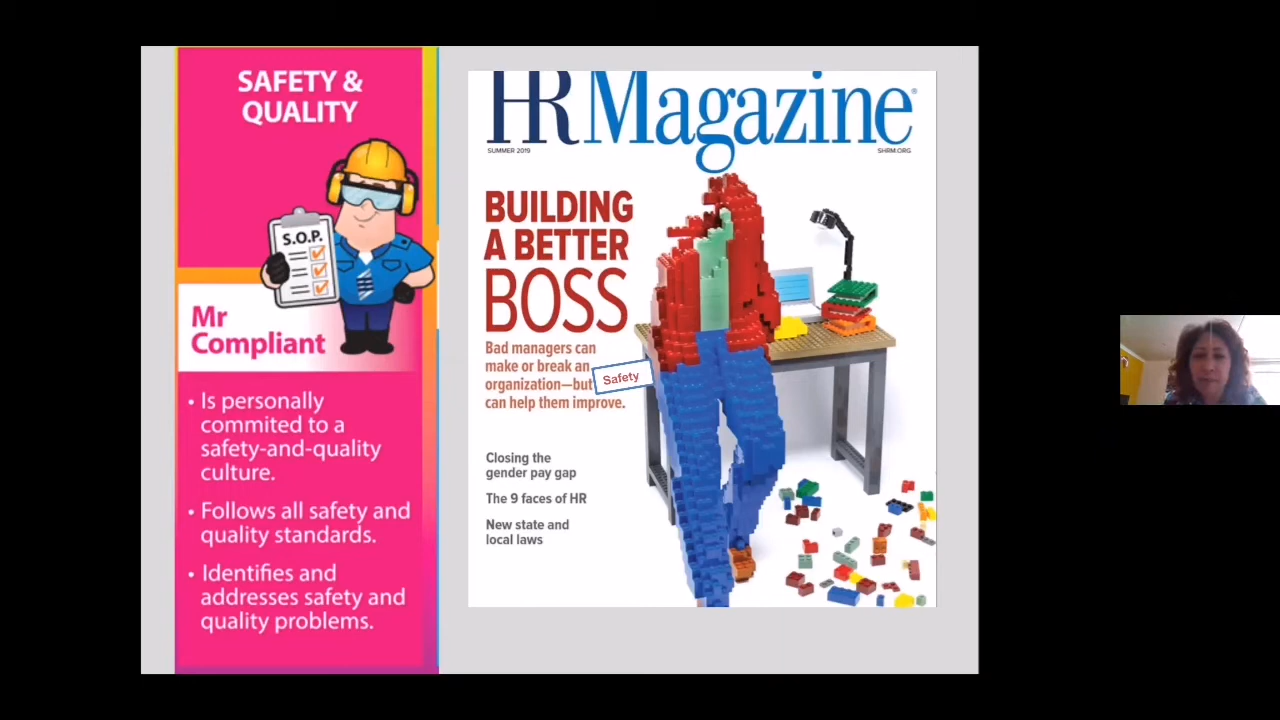 SAFETY &
QUALITY
S.O.P.
Mr
Compliant
• Is personally
commited to a
safety-and-quality
culture.
• Follows all safety and
quality standards.
• Identifies and
addresses safety and
quality problems.
HR Magazine®
SUMMER 2019
SHRM.ORG
BUILDING
A BETTER
BOSS
Bad managers can
make or break an
organization—but
Safety
can help them improve.
Closing the
gender pay gap
The 9 faces of HR
New state and
local laws